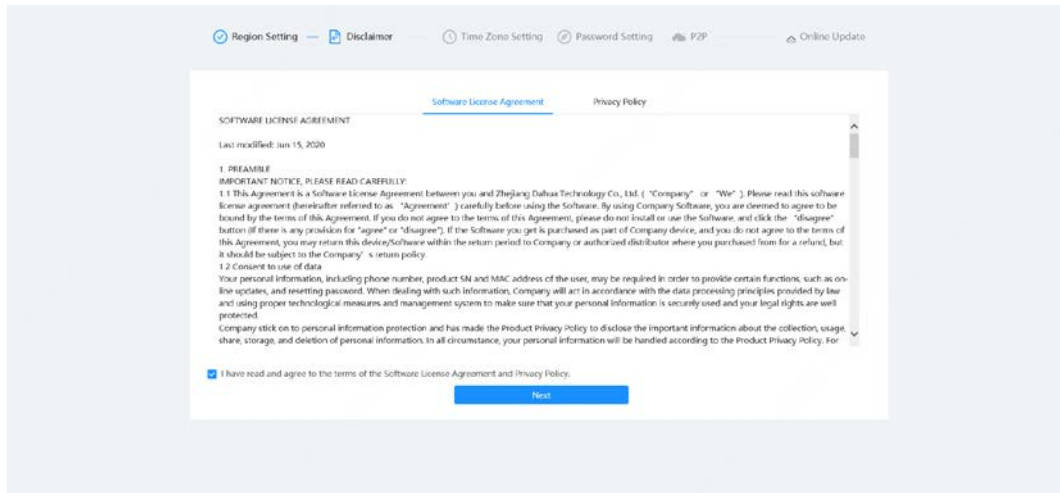 Region Setting
Disclaimer
Time Zone Setting
Password Setting
P2P
Online Update
Software License Agreement
Privacy Policy
SOFTWARE LICENSE AGREEMENT
Last modified: Jun 15, 2020
1. PREAMBLE
IMPORTANT NOTICE, PLEASE READ CAREFULLY:
1.1 This Agreement is a Software License Agreement between you and Zhejiang Dahua Technology Co., Ltd. ( "Company" or "We" ). Please read this software
license agreement (hereinafter referred to as "Agreement" ) carefully before using the Software. By using Company Software, you are deemed to agree to be
bound by the terms of this Agreement. If you do not agree to the terms of this Agreement, please do not install or use the Software, and click the "disagree"
button (if there is any provision for "agree" or "disagree"). If the Software you get is purchased as part of Company device, and you do not agree to the terms of
this Agreement, you may return this device/Software within the return period to Company or authorized distributor where you purchased from for a refund, but
it should be subject to the Company' s return policy.
1.2 Consent to use of data
Your personal information, including phone number, product SN and MAC address of the user, may be required in order to provide certain functions, such as on-
line updates, and resetting password. When dealing with such information, Company will act in accordance with the data processing principles provided by law
and using proper technological measures and management system to make sure that your personal information is securely used and your legal rights are well
protected.
Company stick on to personal information protection and has made the Product Privacy Policy to disclose the important information about the collection, usage,
share, storage, and deletion of personal information. In all circumstance, your personal information will be handled according to the Product Privacy Policy. For
I have read and agree to the terms of the Software License Agreement and Privacy Policy.
Next